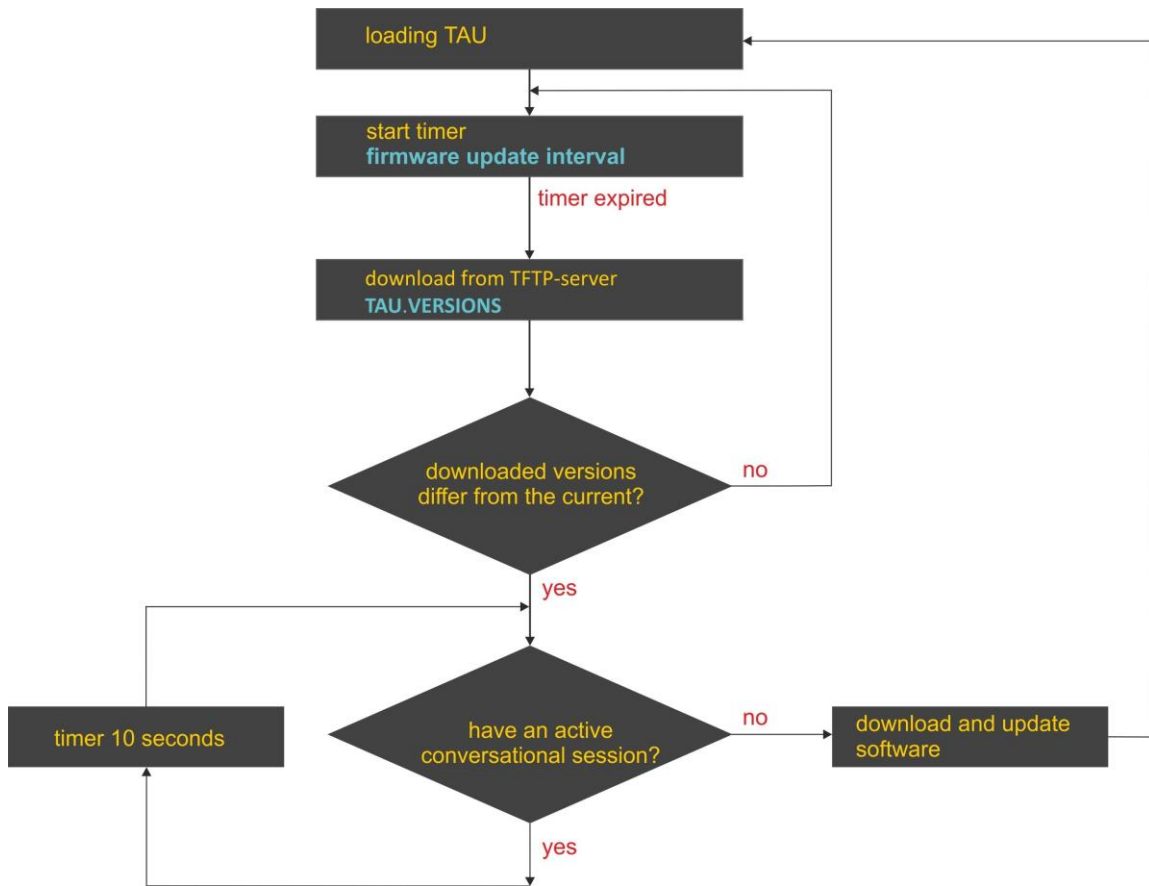 loading TAU
start timer
firmware update interval
timer expired
download from TFTP-server
TAU.VERSIONS
downloaded versions
differ from the current?
no
yes
timer 10 seconds
have an active
conversational session?
no
download and update
software
yes